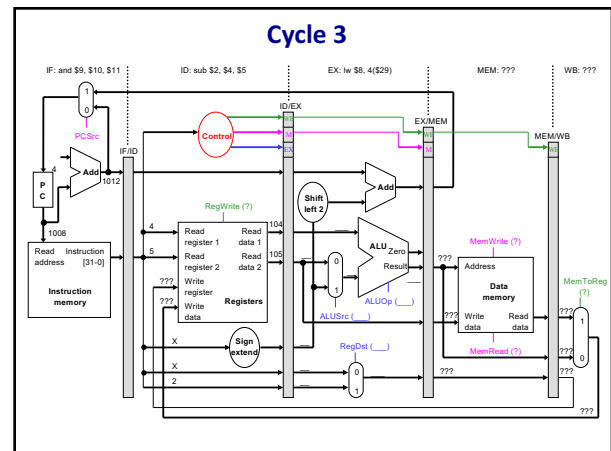 Cycle 3
IF: and $9, $10, $11
ID: sub $2, $4, $5
EX: lw $8, 4($29)
MEM: ???
WB: ???
1
0
PCSrc
4
Add
P
C
1012
1008
Read
address
Instruction
[31-0]
Instruction
memory
IF/ID
Control
ID/EX
WB
M
EX
EX/MEM
WB
M
MEM/WB
WB
RegWrite (?)
4
5
???
???
Read
register 1
Read
data 1
Read
register 2
Read
data 2
Write
register
Write
data
Registers
104
105
Shift
left 2
Add
ALU
Zero
Result
0
1
ALUSrc (___)
ALUOp (___)
Sign
extend
X
X
2
RegDst (___)
0
1
MemWrite (?)
???
Address
Data
memory
???
Write
data
Read
data
MemRead (?)
???
???
MemToReg
(?)
???
???
1
0
???
???